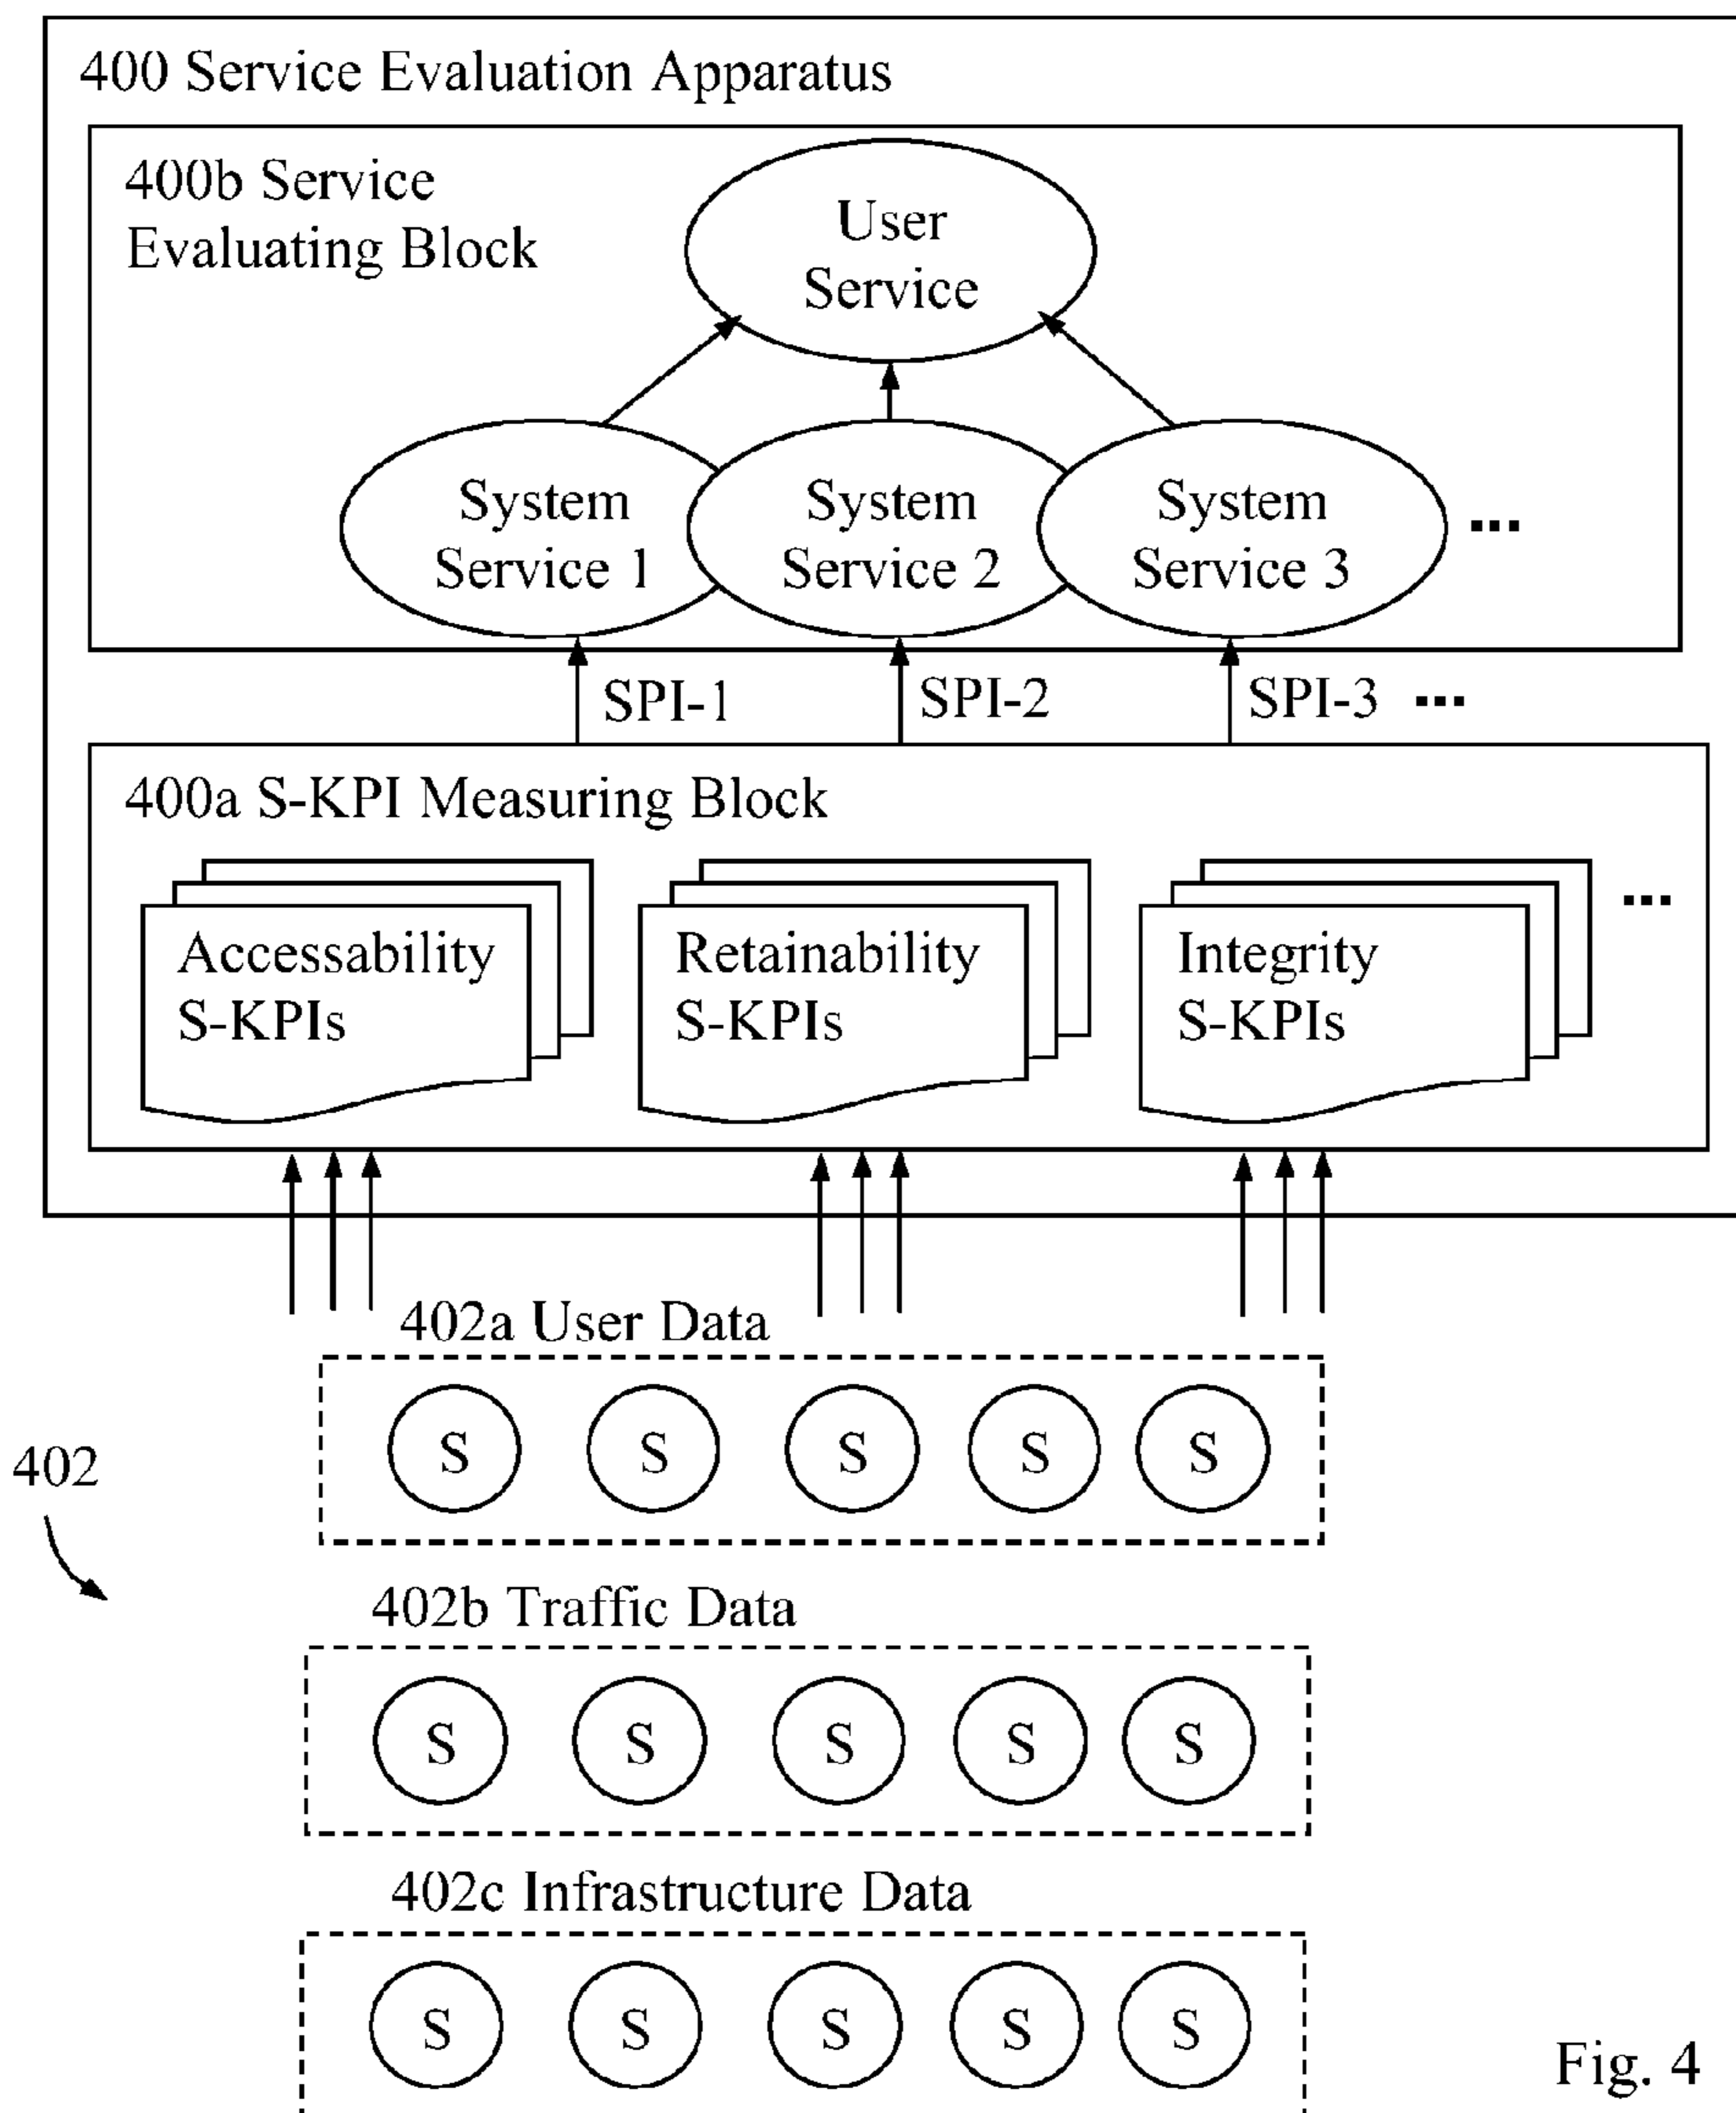 400 Service Evaluation Apparatus
400b Service
Evaluating Block
User
Service
System
Service 1
System
Service 2
System
Service 3
...
SPI-1
SPI-2
SPI-3 ...
400a S-KPI Measuring Block
Accessability
S-KPIs
Retainability
S-KPIs
Integrity
S-KPIs
...
402a User Data
S S S S S
402
402b Traffic Data
S S S S S
402c Infrastructure Data
S S S S S
Fig. 4